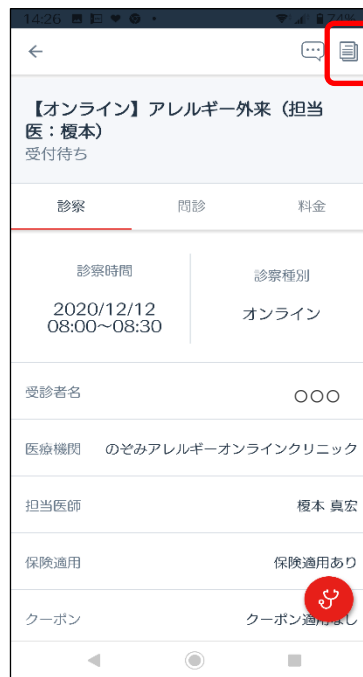 14:26 74%
【オンライン】アレルギー外来（担当
医：榎本）
受付待ち
診察 問診 料金
診察時間 診察種別
2020/12/12
08:00~08:30 オンライン
受診者名 ○○○
医療機関 のぞみアレルギーオンラインクリニック
担当医師 榎本 真宏
保険適用 保険適用あり
クーポン クーポン適用なし